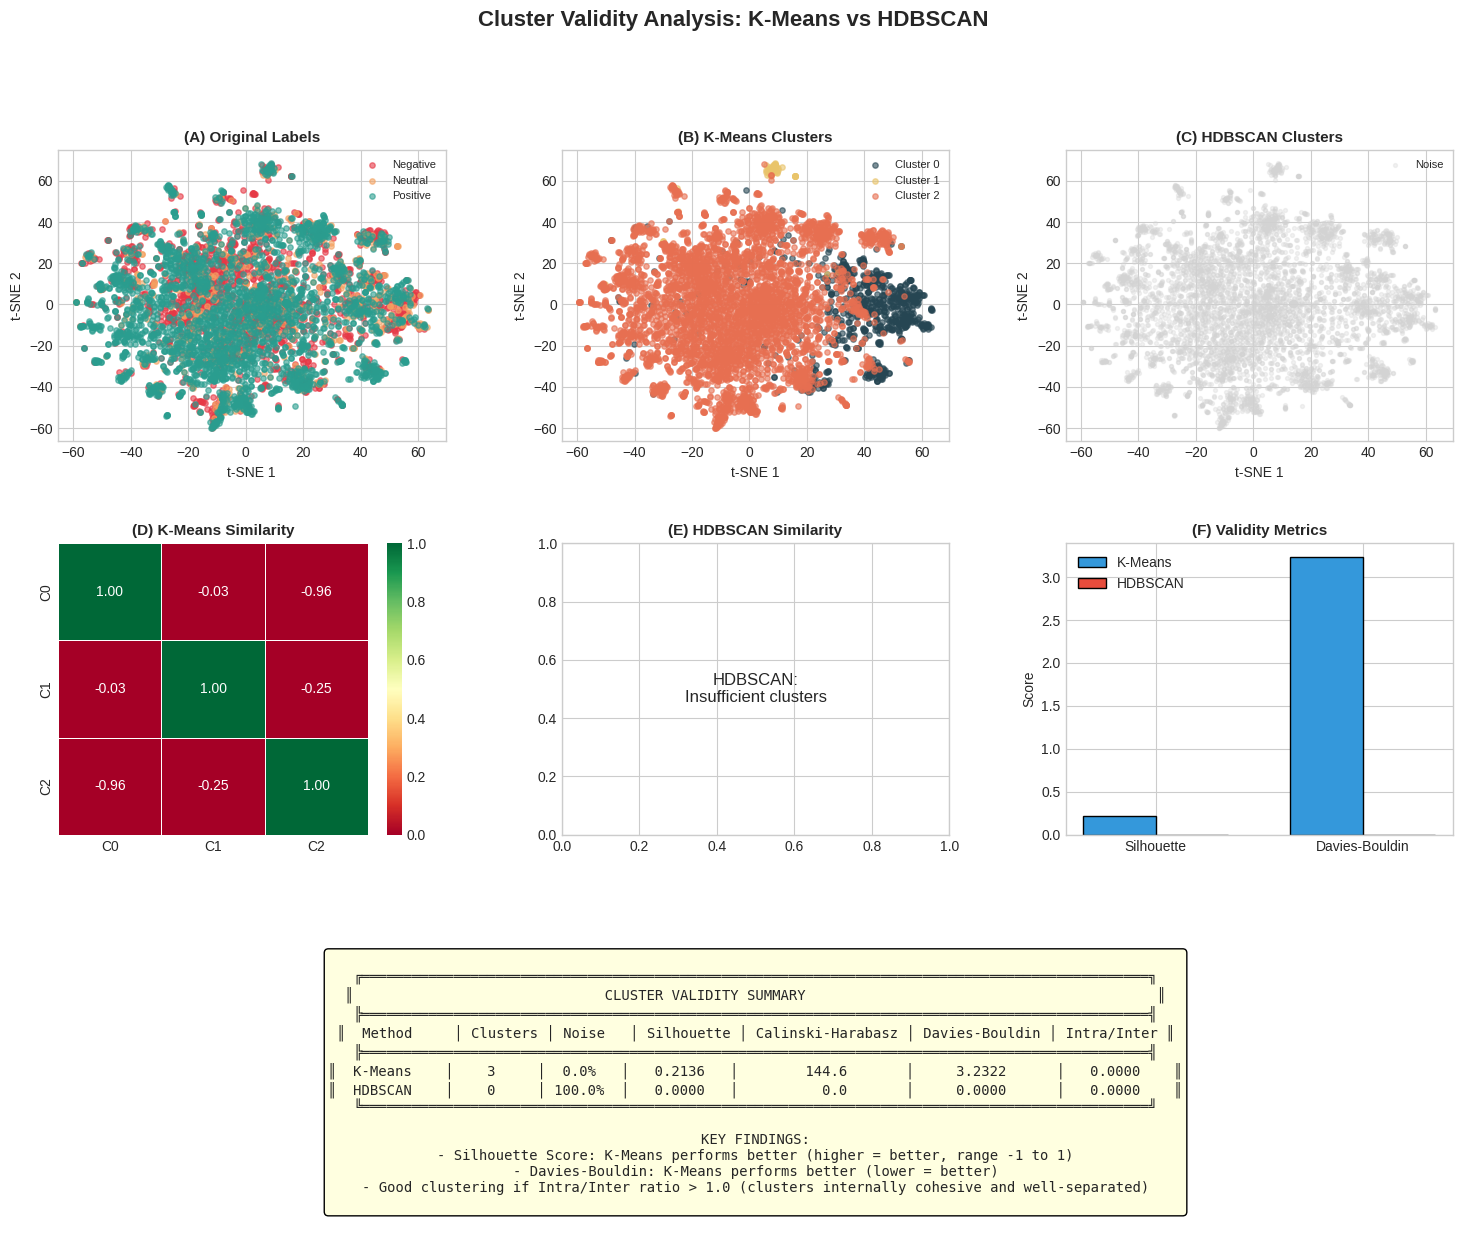 Cluster Validity Analysis: K-Means vs HDBSCAN
(A) Original Labels
Negative
Neutral
Positive
60
40
20
0
−20
−40
−60
t-SNE 2
−60 −40 −20 0 20 40 60
t-SNE 1
(B) K-Means Clusters
Cluster 0
Cluster 1
Cluster 2
60
40
20
0
−20
−40
−60
t-SNE 2
−60 −40 −20 0 20 40 60
t-SNE 1
(C) HDBSCAN Clusters
Noise
60
40
20
0
−20
−40
−60
t-SNE 2
−60 −40 −20 0 20 40 60
t-SNE 1
(D) K-Means Similarity
C0 1.00 -0.03 -0.96
C1 -0.03 1.00 -0.25
C2 -0.96 -0.25 1.00
C0 C1 C2
1.0
0.8
0.6
0.4
0.2
0.0
(E) HDBSCAN Similarity
1.0
0.8
0.6
0.4
0.2
0.0
HDBSCAN:
Insufficient clusters
0.0 0.2 0.4 0.6 0.8 1.0
(F) Validity Metrics
K-Means
HDBSCAN
3.0
2.5
2.0
1.5
1.0
0.5
0.0
Score
Silhouette Davies-Bouldin
CLUSTER VALIDITY SUMMARY
Method | Clusters | Noise | Silhouette | Calinski-Harabasz | Davies-Bouldin | Intra/Inter
K-Means | 3 | 0.0% | 0.2136 | 144.6 | 3.2322 | 0.0000
HDBSCAN | 0 | 100.0% | 0.0000 | 0.0 | 0.0000 | 0.0000
KEY FINDINGS:
- Silhouette Score: K-Means performs better (higher = better, range -1 to 1)
- Davies-Bouldin: K-Means performs better (lower = better)
- Good clustering if Intra/Inter ratio > 1.0 (clusters internally cohesive and well-separated)